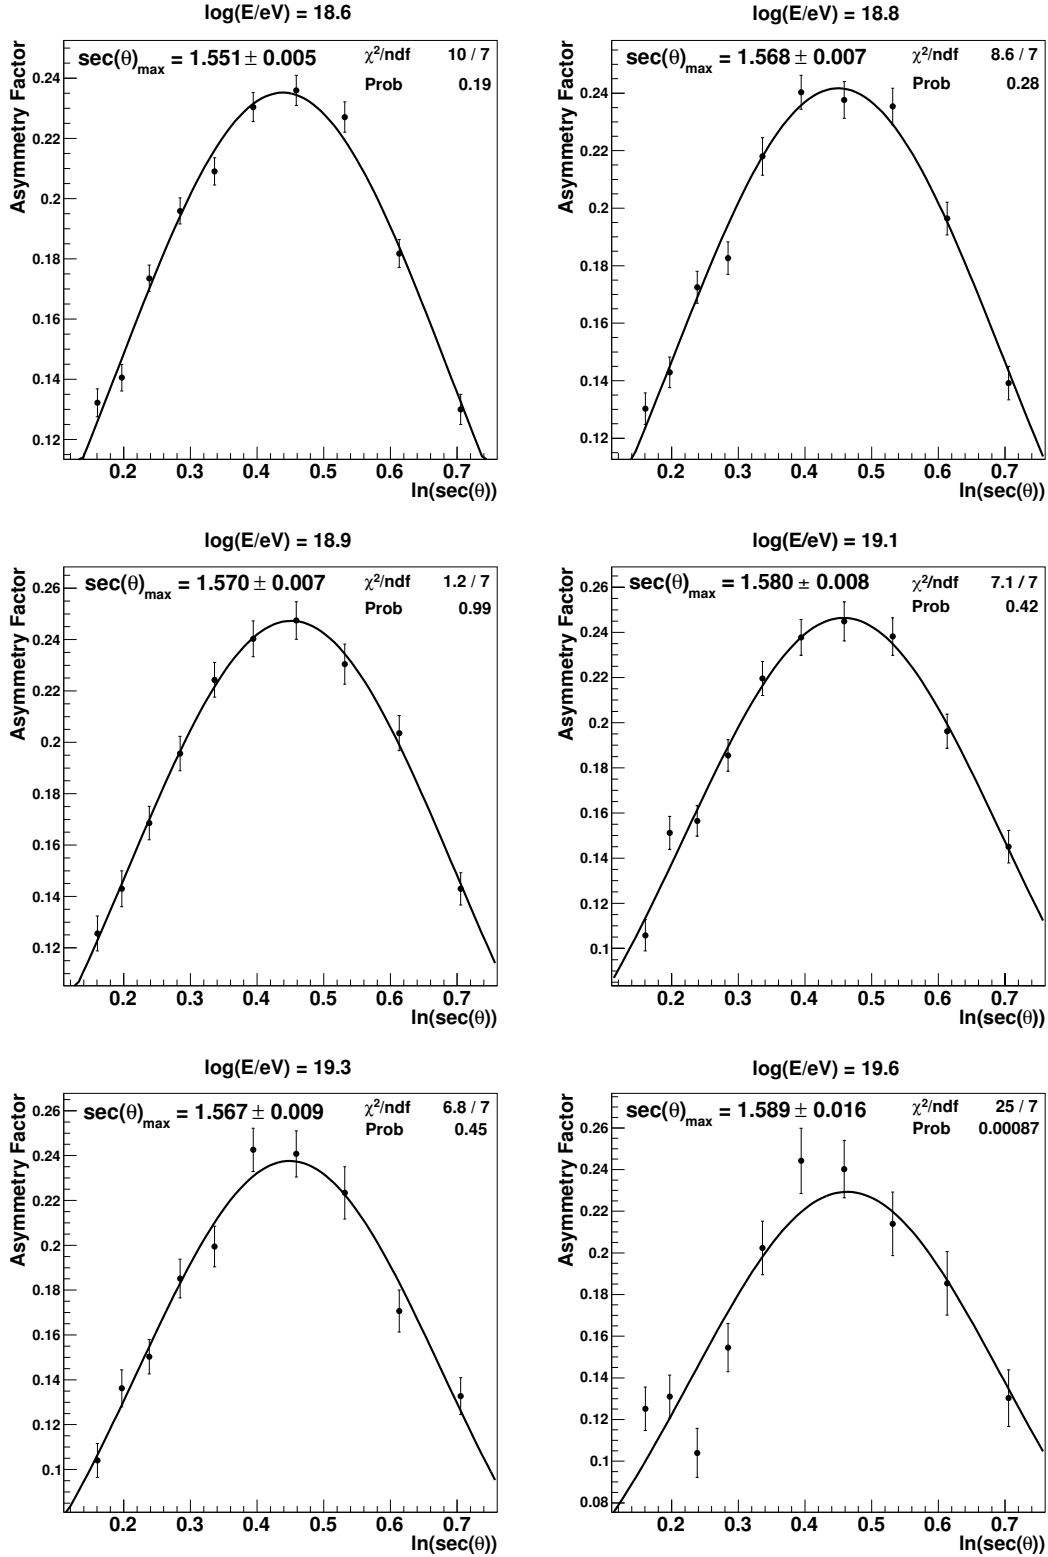 log(E/eV) = 18.6
sec(θ)max = 1.551 ± 0.005
χ²/ndf 10 / 7
Prob 0.19
Asymmetry Factor
0.24
0.22
0.2
0.18
0.16
0.14
0.12
0.2 0.3 0.4 0.5 0.6 0.7
ln(sec(θ))
log(E/eV) = 18.8
sec(θ)max = 1.568 ± 0.007
χ²/ndf 8.6 / 7
Prob 0.28
Asymmetry Factor
0.24
0.22
0.2
0.18
0.16
0.14
0.12
0.2 0.3 0.4 0.5 0.6 0.7
ln(sec(θ))
log(E/eV) = 18.9
sec(θ)max = 1.570 ± 0.007
χ²/ndf 1.2 / 7
Prob 0.99
Asymmetry Factor
0.26
0.24
0.22
0.2
0.18
0.16
0.14
0.12
0.2 0.3 0.4 0.5 0.6 0.7
ln(sec(θ))
log(E/eV) = 19.1
sec(θ)max = 1.580 ± 0.008
χ²/ndf 7.1 / 7
Prob 0.42
Asymmetry Factor
0.26
0.24
0.22
0.2
0.18
0.16
0.14
0.12
0.1
0.2 0.3 0.4 0.5 0.6 0.7
ln(sec(θ))
log(E/eV) = 19.3
sec(θ)max = 1.567 ± 0.009
χ²/ndf 6.8 / 7
Prob 0.45
Asymmetry Factor
0.26
0.24
0.22
0.2
0.18
0.16
0.14
0.12
0.1
0.2 0.3 0.4 0.5 0.6 0.7
ln(sec(θ))
log(E/eV) = 19.6
sec(θ)max = 1.589 ± 0.016
χ²/ndf 25 / 7
Prob 0.00087
Asymmetry Factor
0.26
0.24
0.22
0.2
0.18
0.16
0.14
0.12
0.1
0.08
0.2 0.3 0.4 0.5 0.6 0.7
ln(sec(θ))